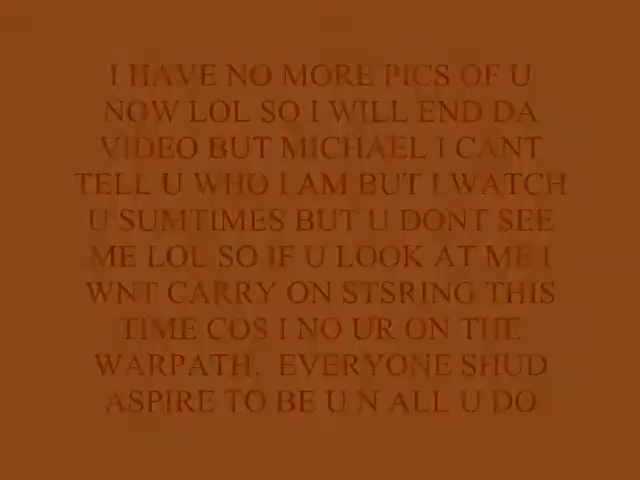 I HAVE NO MORE PICS OF U
NOW LOL SO I WILL END DA
VIDEO BUT MICHAEL I CANT
TELL U WHO I AM BUT I WATCH
U SUMTIMES BUT U DONT SEE
ME LOL SO IF U LOOK AT ME I
WNT CARRY ON STSRING THIS
TIME COS I NO UR ON THE
WARPATH.  EVERYONE SHUD
ASPIRE TO BE U N ALL U DO